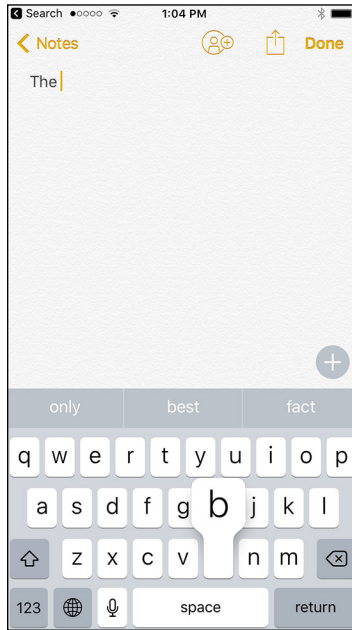 Search 1:04 PM
Notes Done
The
only best fact
q w e r t y u i o p
a s d f g b j k l
z x c v n m
123 space return